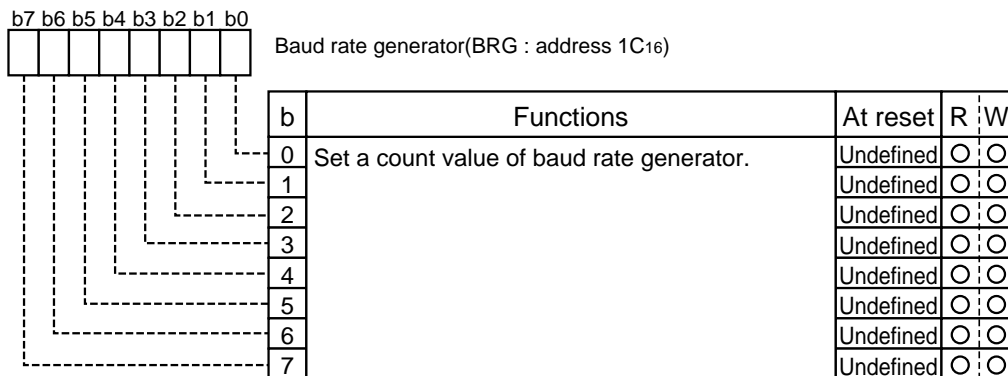 b7 b6 b5 b4 b3 b2 b1 b0
Baud rate generator(BRG : address 1C16)
b Functions At reset R W
0 Set a count value of baud rate generator. Undefined O O
1 Undefined O O
2 Undefined O O
3 Undefined O O
4 Undefined O O
5 Undefined O O
6 Undefined O O
7 Undefined O O